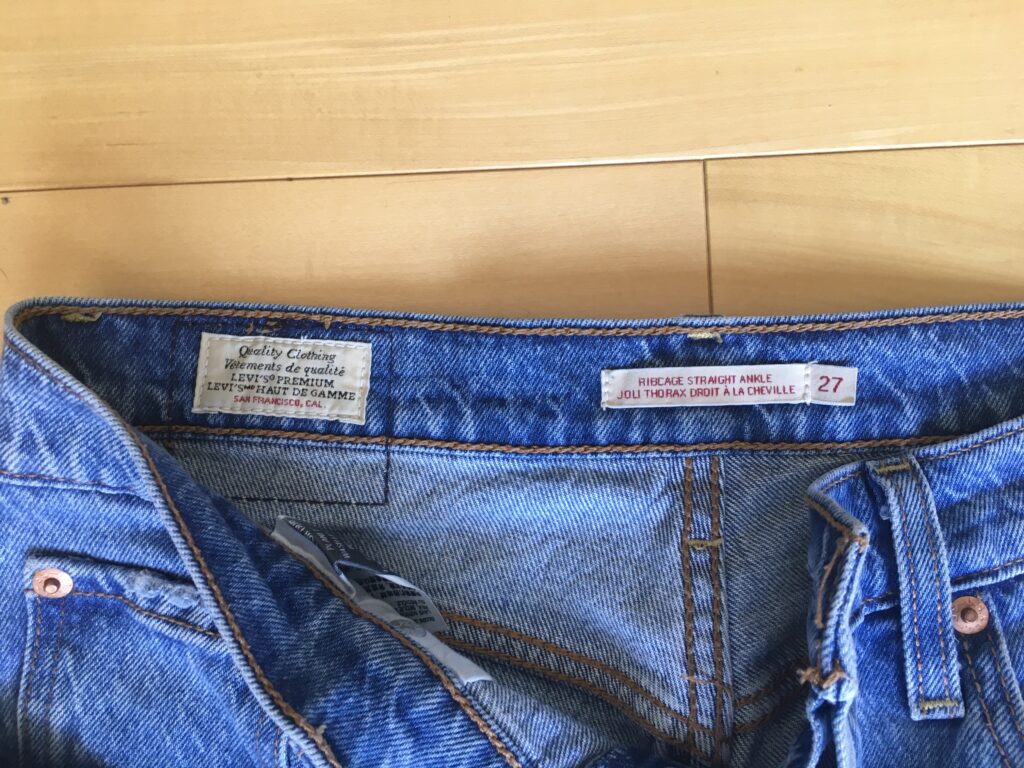 Quality Clothing
Vêtements de qualité
LEVI'S® PREMIUM
LEVI'S MD HAUT DE GAMME
SAN FRANCISCO, CAL.
RIBCAGE STRAIGHT ANKLE
JOLI THORAX DROIT À LA CHEVILLE
27